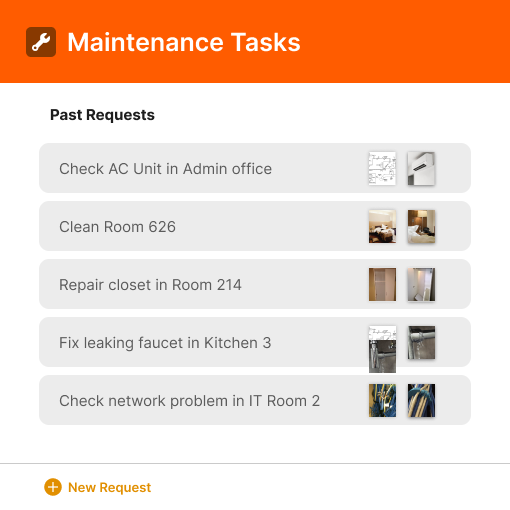 Maintenance Tasks
Past Requests
Check AC Unit in Admin office
Clean Room 626
Repair closet in Room 214
Fix leaking faucet in Kitchen 3
Check network problem in IT Room 2
New Request